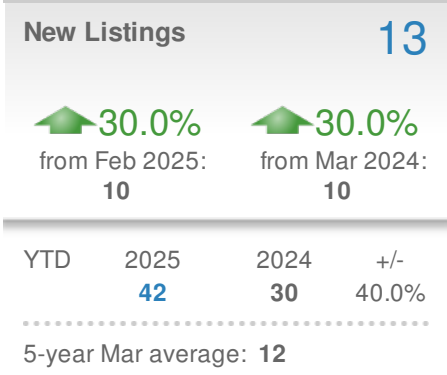 New Listings 13
30.0% 30.0%
from Feb 2025: from Mar 2024:
10 10
YTD 2025 2024 +/-
42 30 40.0%
5-year Mar average: 12